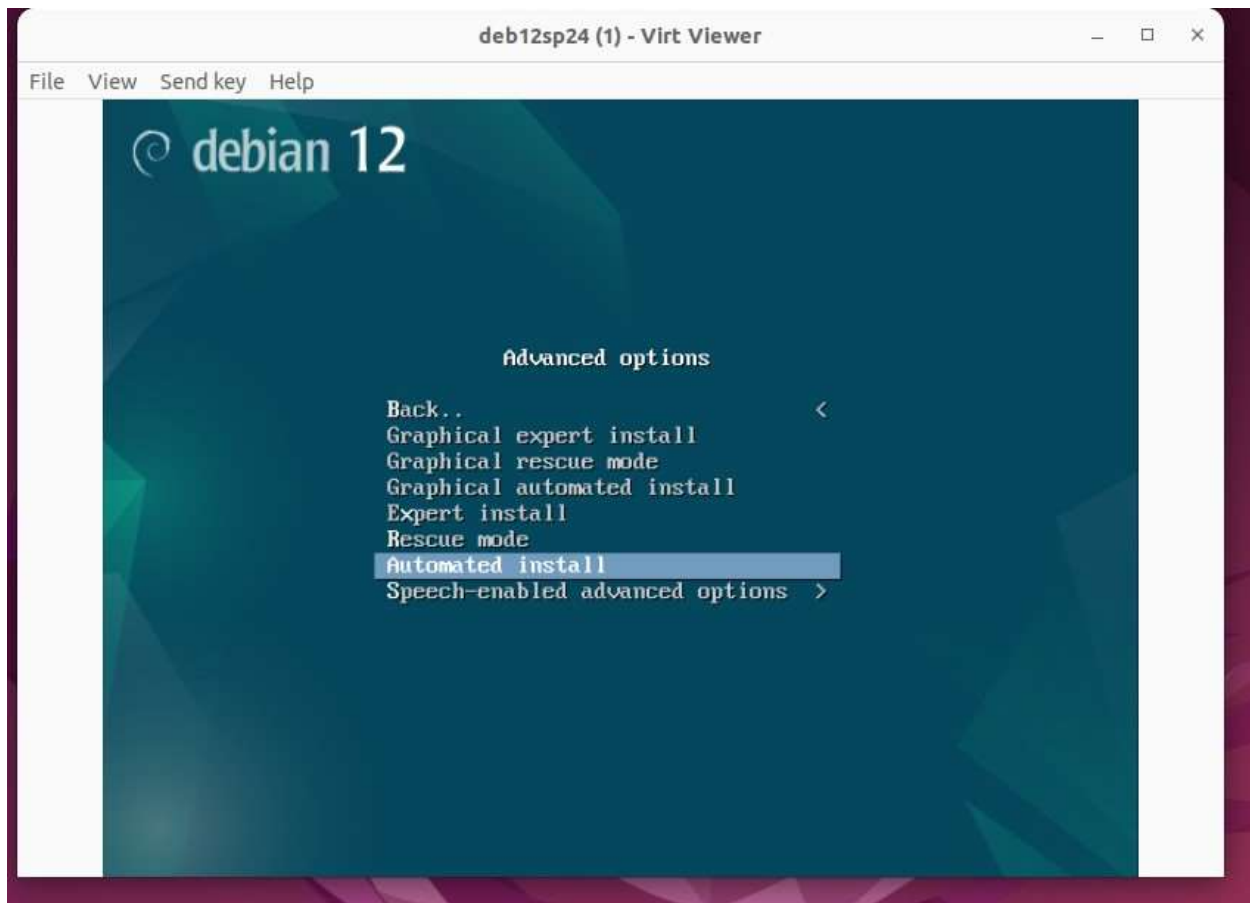 deb12sp24 (1) - Virt Viewer
File View Send key Help
debian 12
Advanced options
Back.. <
Graphical expert install
Graphical rescue mode
Graphical automated install
Expert install
Rescue mode
Automated install
Speech-enabled advanced options >